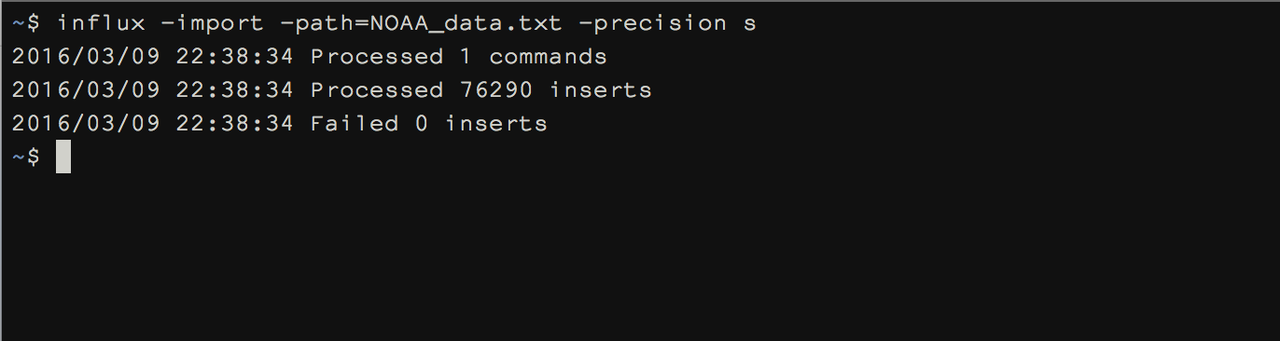 ~$ influx -import -path=NOAA_data.txt -precision s
2016/03/09 22:38:34 Processed 1 commands
2016/03/09 22:38:34 Processed 76290 inserts
2016/03/09 22:38:34 Failed 0 inserts
~$